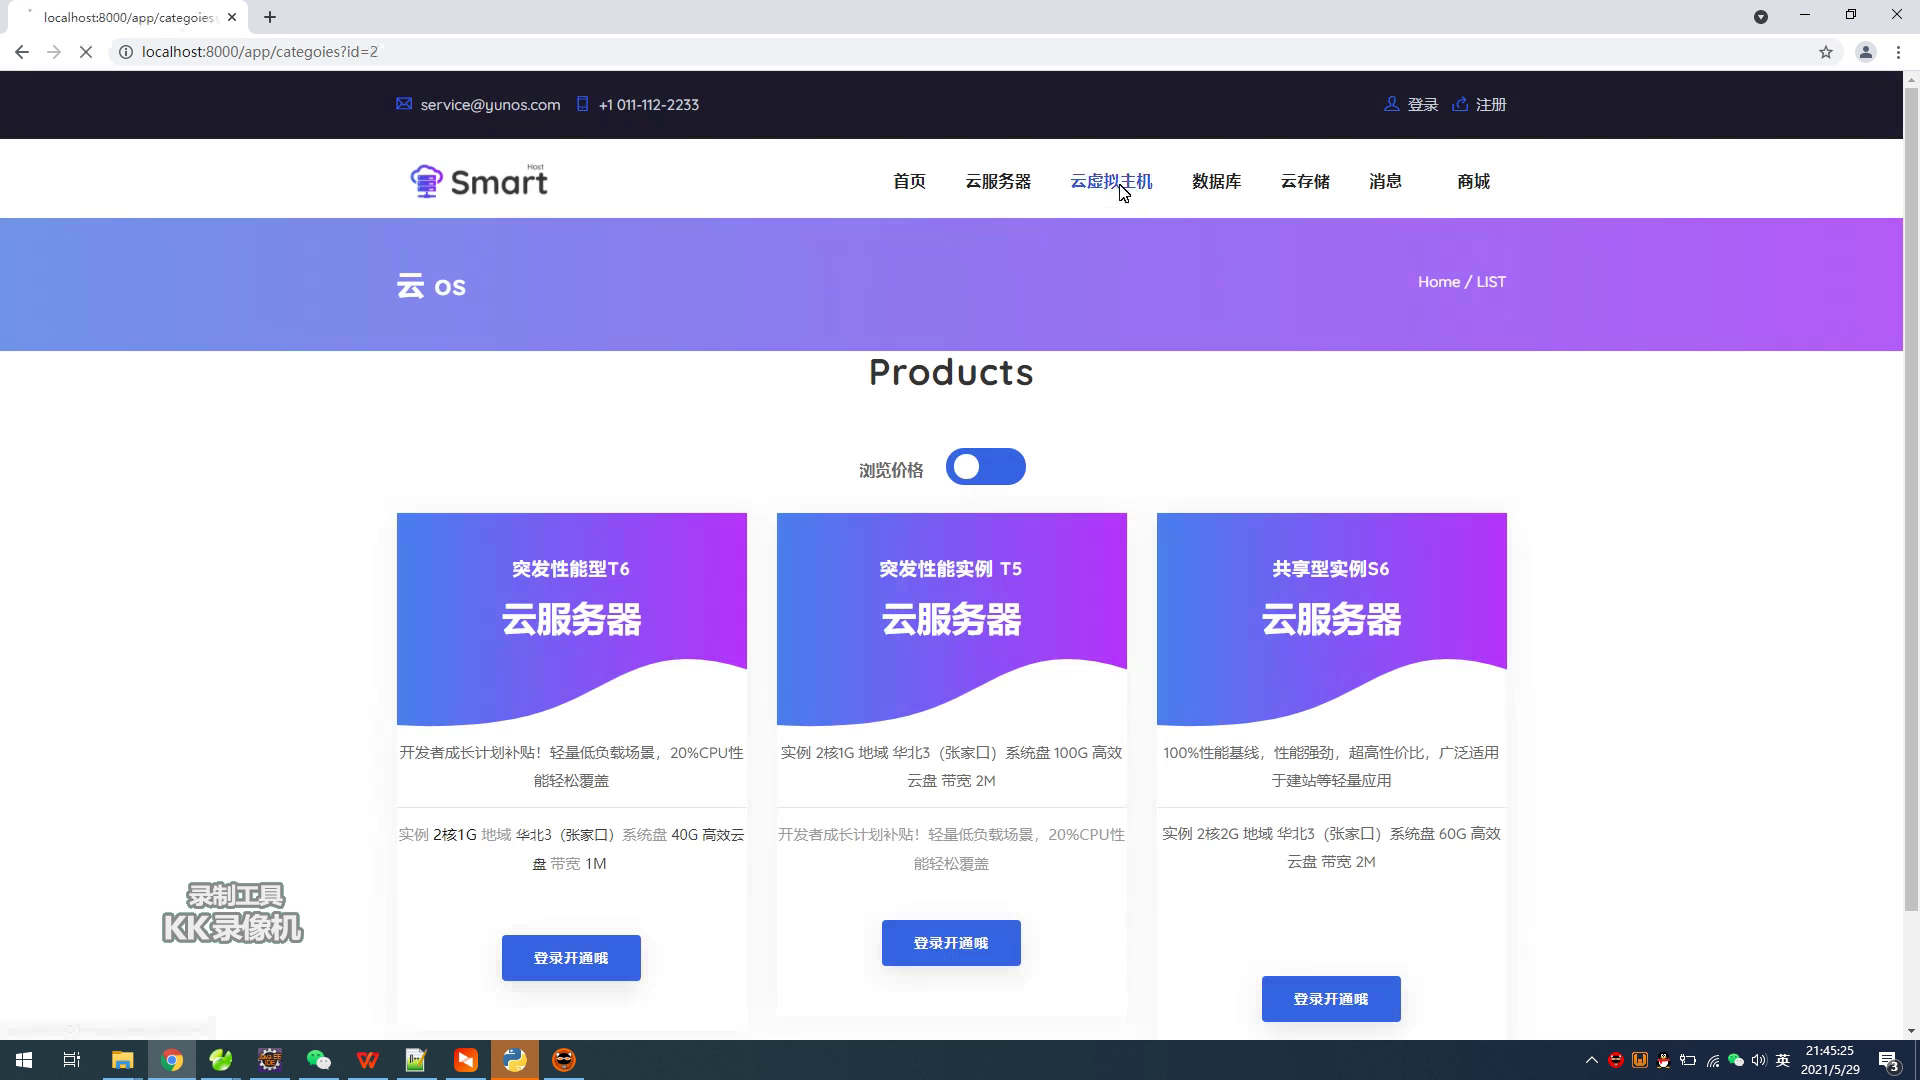 localhost:8000/app/categoies
localhost:8000/app/categoies?id=2
service@yunos.com
+1 011-112-2233
登录
注册
Smart
Host
首页
云服务器
云虚拟主机
数据库
云存储
消息
商城
云 os
Home / LIST
Products
浏览价格
突发性能型T6
云服务器
开发者成长计划补贴！轻量低负载场景，20%CPU性
能轻松覆盖
实例 2核1G 地域 华北3（张家口）系统盘 40G 高效云
盘 带宽 1M
登录开通哦
突发性能实例 T5
云服务器
实例 2核1G 地域 华北3（张家口）系统盘 100G 高效
云盘 带宽 2M
开发者成长计划补贴！轻量低负载场景，20%CPU性
能轻松覆盖
登录开通哦
共享型实例S6
云服务器
100%性能基线，性能强劲，超高性价比，广泛适用
于建站等轻量应用
实例 2核2G 地域 华北3（张家口）系统盘 60G 高效
云盘 带宽 2M
登录开通哦
录制工具
KK录像机
英
21:45:25
2021/5/29
3